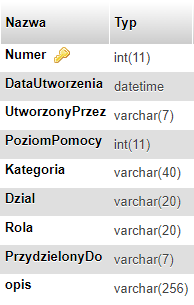 Nazwa Typ
Numer int(11)
DataUtworzenia datetime
UtworzonyPrzez varchar(7)
PoziomPomocy int(11)
Kategoria varchar(40)
Dzial varchar(20)
Rola varchar(20)
PrzydzielonyDo varchar(7)
opis varchar(256)